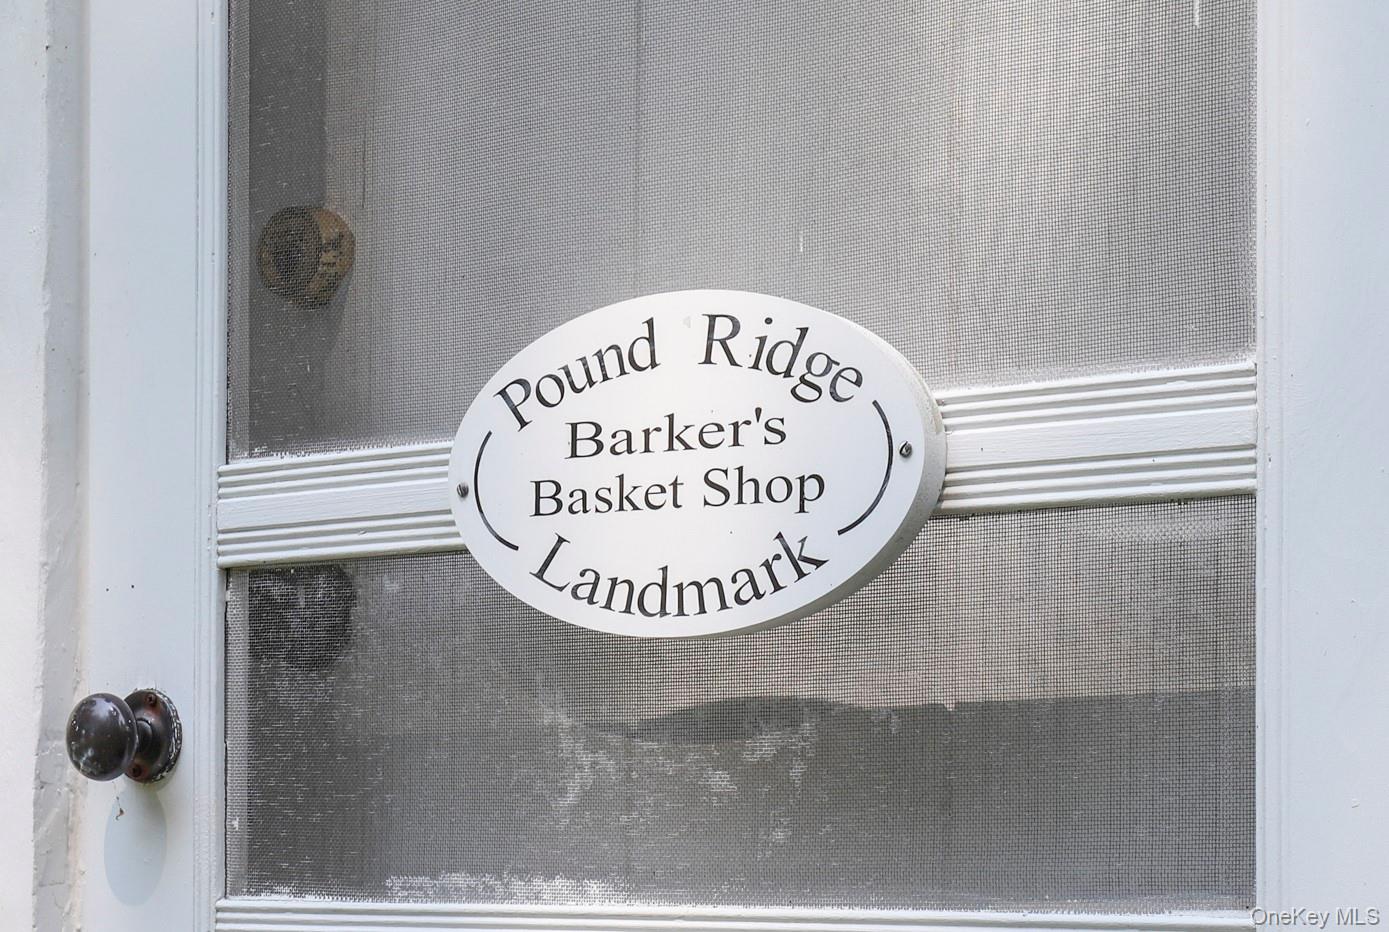 Pound Ridge
Barker's
Basket Shop
Landmark
OneKey MLS